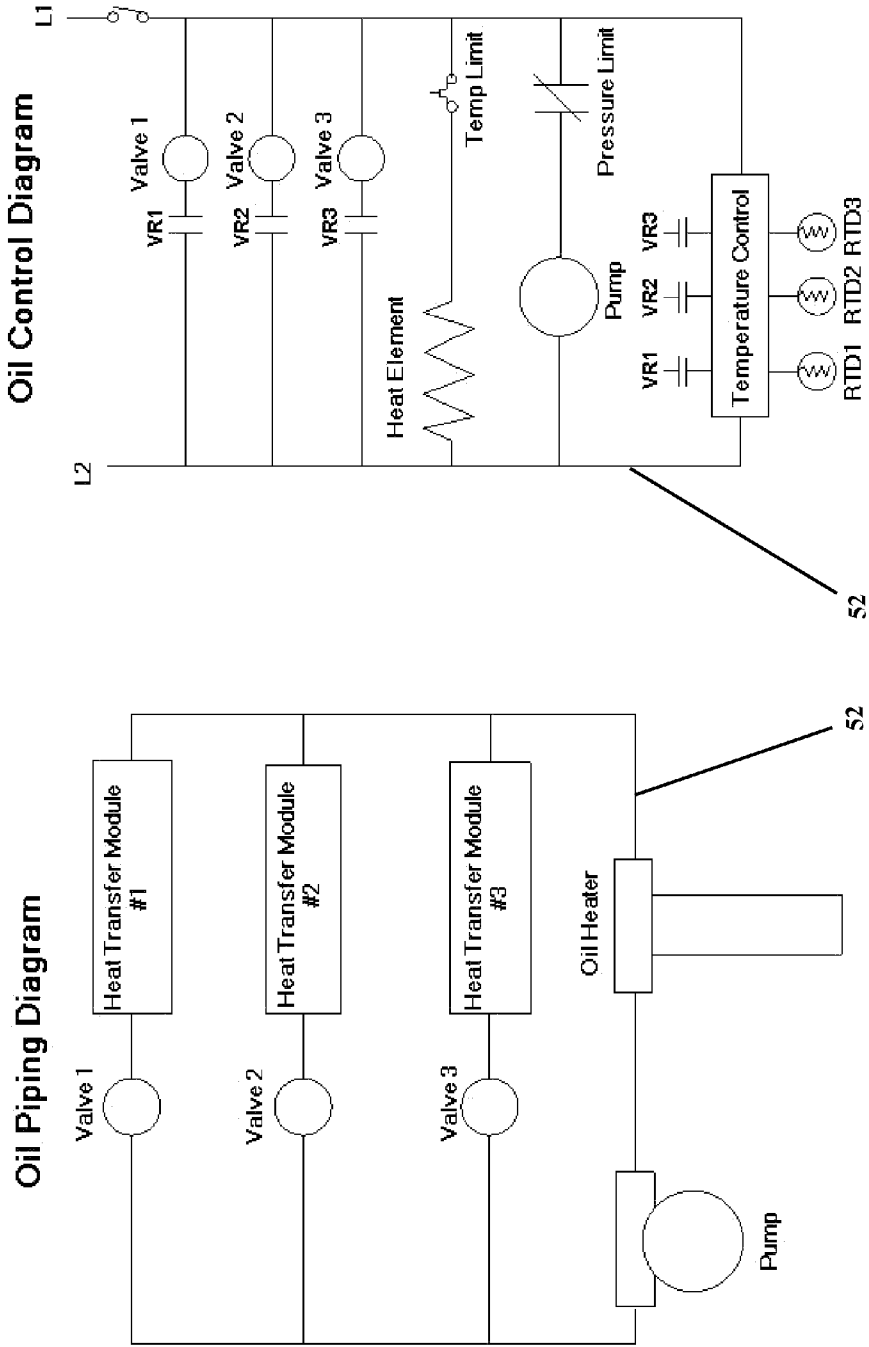 Oil Piping Diagram
Valve 1
Heat Transfer Module
#1
Valve 2
Heat Transfer Module
#2
Valve 3
Heat Transfer Module
#3
Oil Heater
Pump
52
Oil Control Diagram
L2
L1
VR1
Valve 1
VR2
Valve 2
VR3
Valve 3
Heat Element
Temp Limit
Pump
Pressure Limit
VR1
VR2
VR3
Temperature Control
RTD1
RTD2
RTD3
52